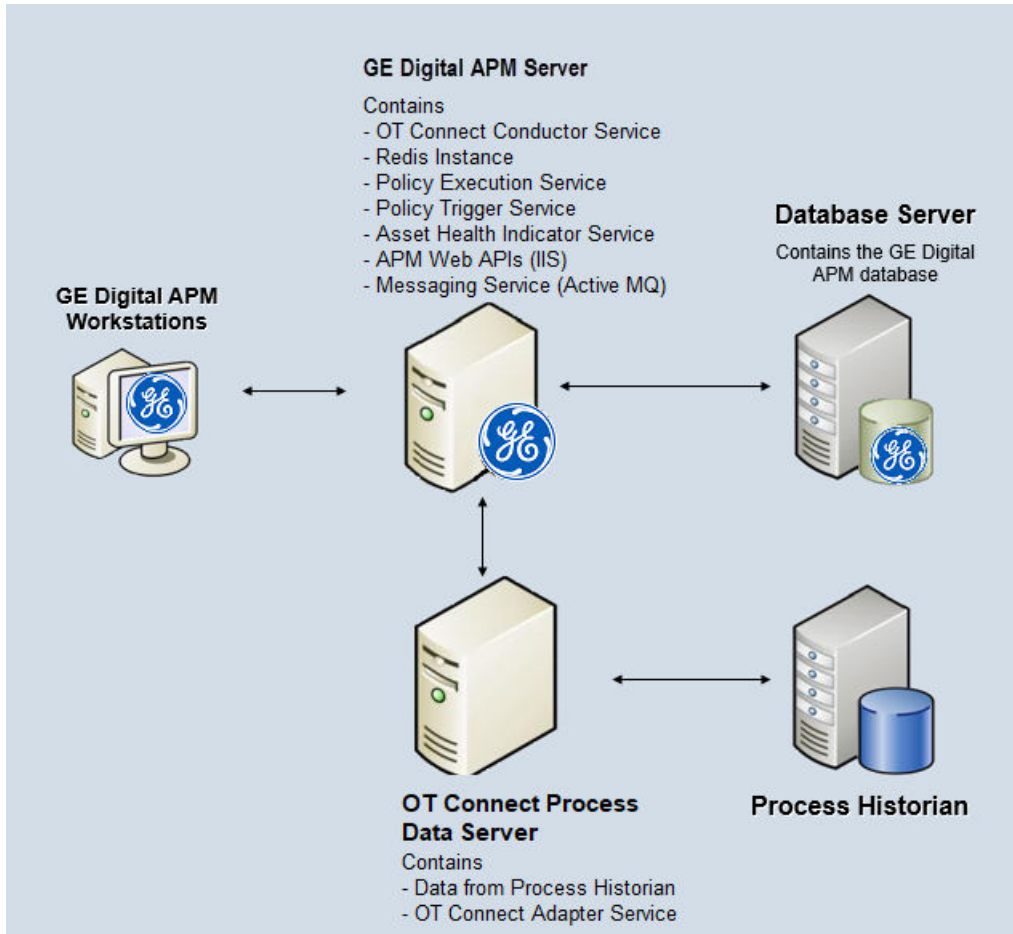 GE Digital APM Server
Contains
- OT Connect Conductor Service
- Redis Instance
- Policy Execution Service
- Policy Trigger Service
- Asset Health Indicator Service
- APM Web APIs (IIS)
- Messaging Service (Active MQ)
Database Server
Contains the GE Digital
APM database
GE Digital APM
Workstations
GE
GE
GE
OT Connect Process
Data Server
Contains
- Data from Process Historian
- OT Connect Adapter Service
Process Historian